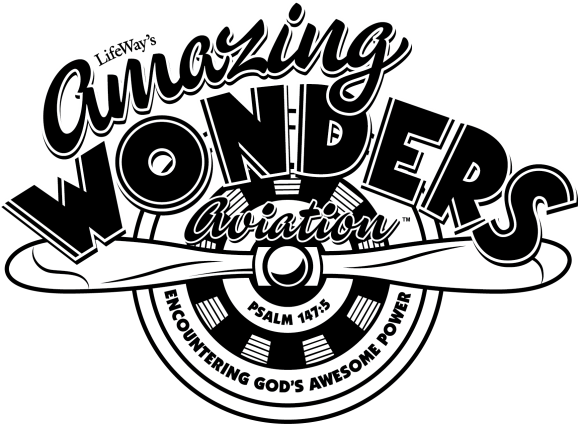 LifeWay's
Amazing
WONDERS
Aviation™
PSALM 147:5
ENCOUNTERING GOD'S AWESOME POWER